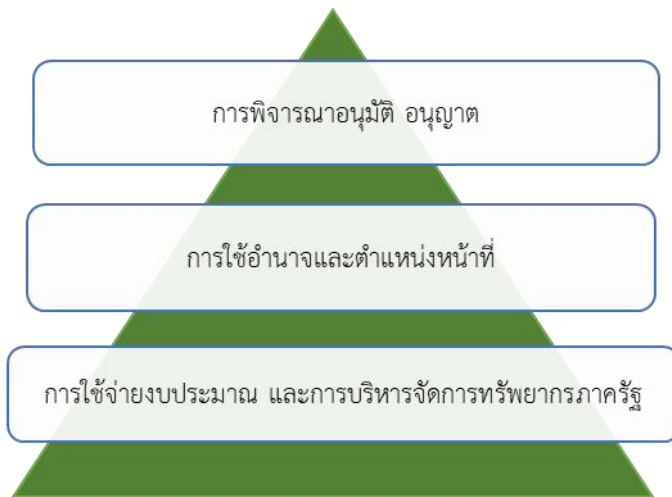 การพิจารณาอนุมัติ อนุญาต
การใช้อำนาจและตำแหน่งหน้าที่
การใช้จ่ายงบประมาณ และการบริหารจัดการทรัพยากรภาครัฐ